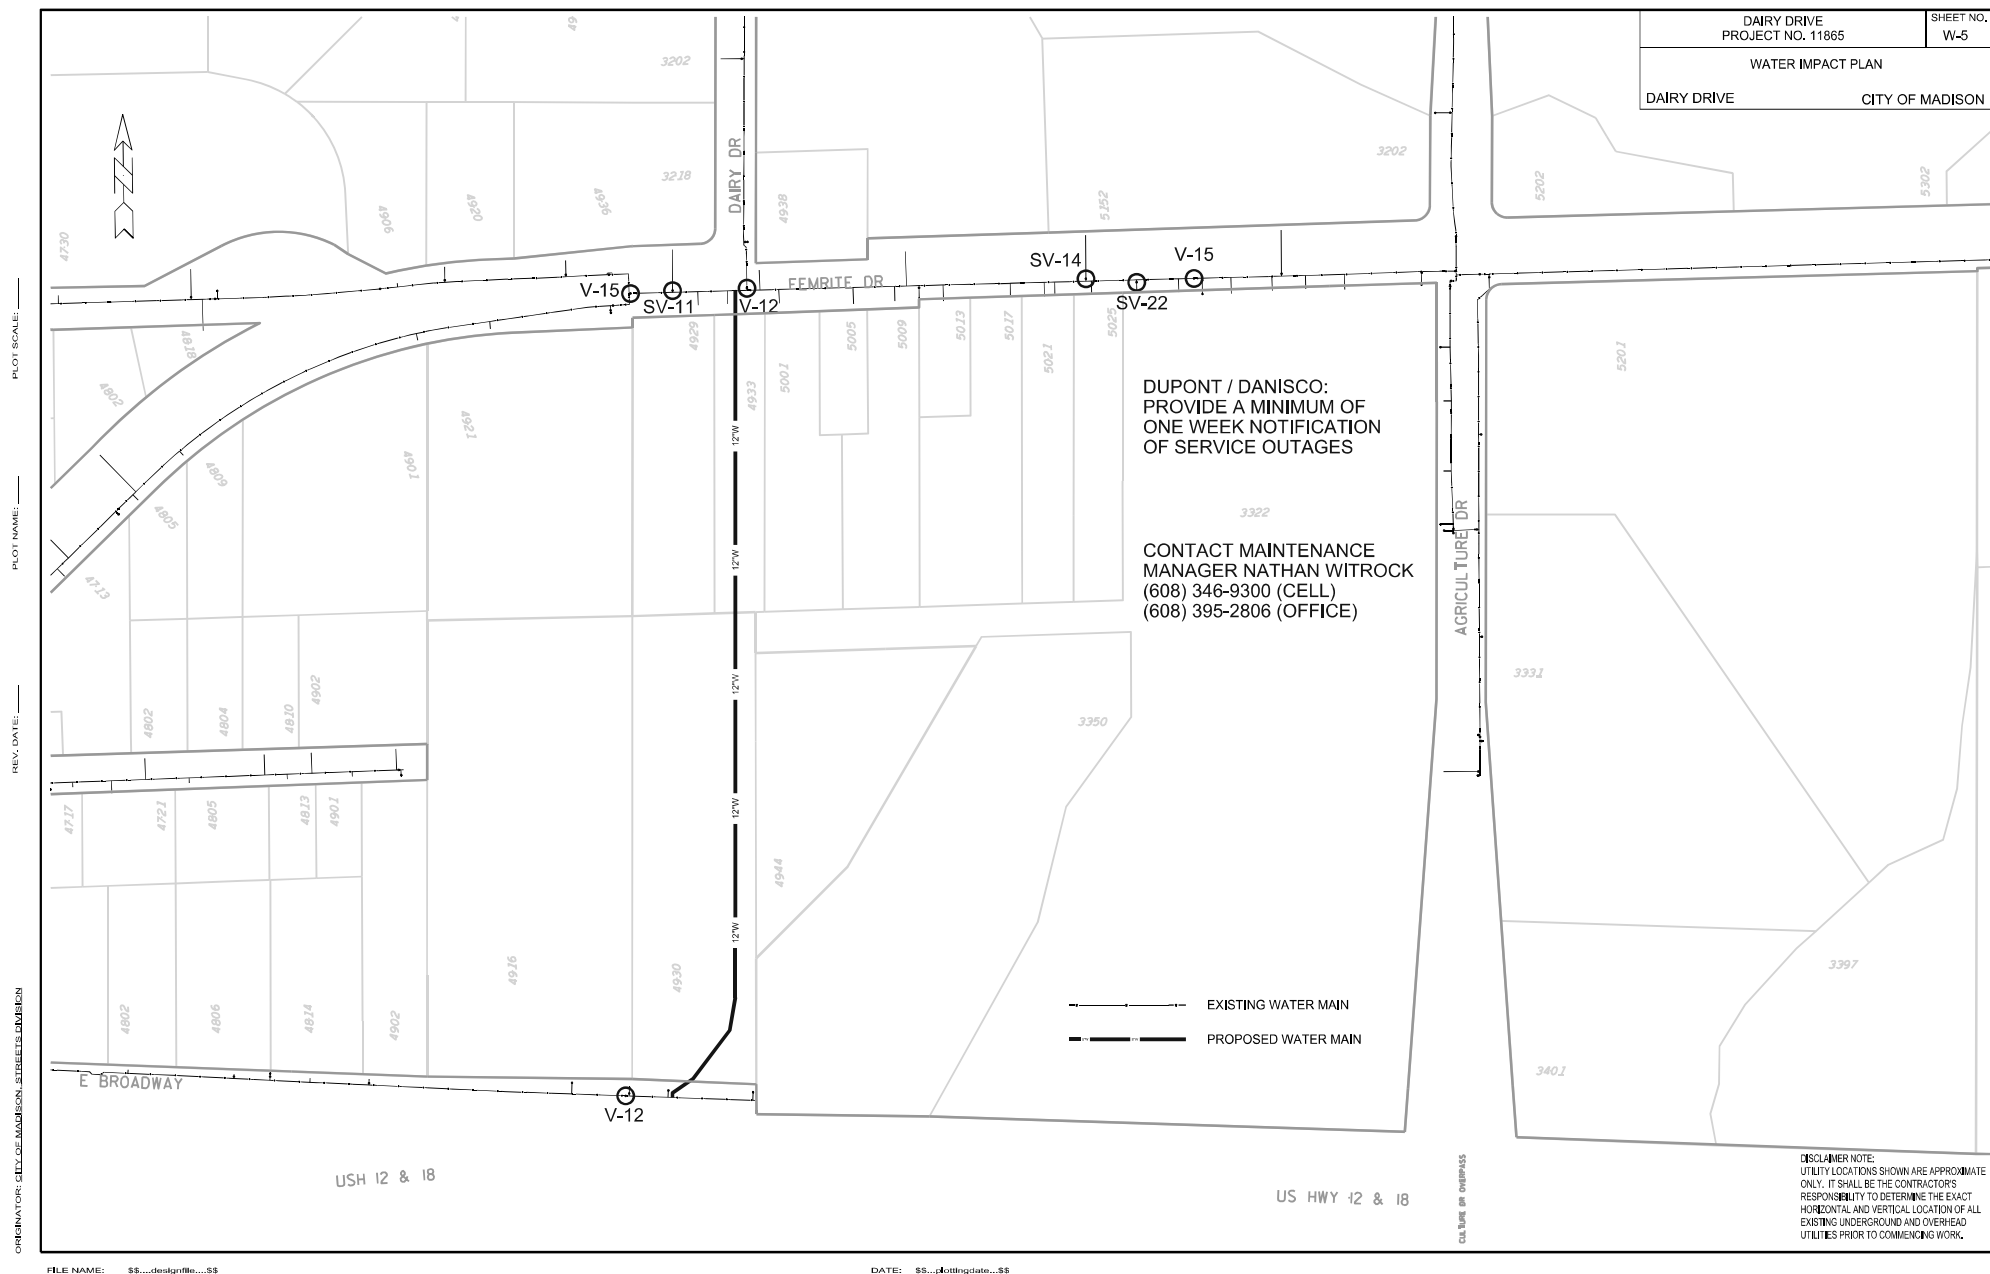 DAIRY DRIVE
PROJECT NO. 11865
SHEET NO.
W-5
WATER IMPACT PLAN
DAIRY DRIVE
CITY OF MADISON
49
3202
3218
4906
4920
4936
4730
DAIRY DR
4938
5152
3202
5202
5302
SV-14
V-15
V-15
SV-11
V-12
FEMRITE DR
SV-22
4818
4802
4929
4933
5001
5005
5009
5013
5017
5021
5025
5201
4921
4901
4809
4805
4713
12"W
12"W
12"W
12"W
12"W
DUPONT / DANISCO:
PROVIDE A MINIMUM OF
ONE WEEK NOTIFICATION
OF SERVICE OUTAGES
3322
CONTACT MAINTENANCE
MANAGER NATHAN WITROCK
(608) 346-9300 (CELL)
(608) 395-2806 (OFFICE)
AGRICULTURE DR
3331
3350
4802
4804
4810
4902
4717
4721
4805
4813
4901
4944
4916
4930
3397
3401
4802
4806
4814
4902
EXISTING WATER MAIN
PROPOSED WATER MAIN
E BROADWAY
V-12
USH 12 & 18
US HWY 12 & 18
DISCLAIMER NOTE:
UTILITY LOCATIONS SHOWN ARE APPROXIMATE
ONLY. IT SHALL BE THE CONTRACTOR'S
RESPONSIBILITY TO DETERMINE THE EXACT
HORIZONTAL AND VERTICAL LOCATION OF ALL
EXISTING UNDERGROUND AND OVERHEAD
UTILITIES PRIOR TO COMMENCING WORK.
PLOT SCALE:
PLOT NAME:
REV. DATE:
ORIGINATOR: CITY OF MADISON, STREETS DIVISION
FILE NAME: $$...designfile...$$
DATE: $$...plottingdate...$$